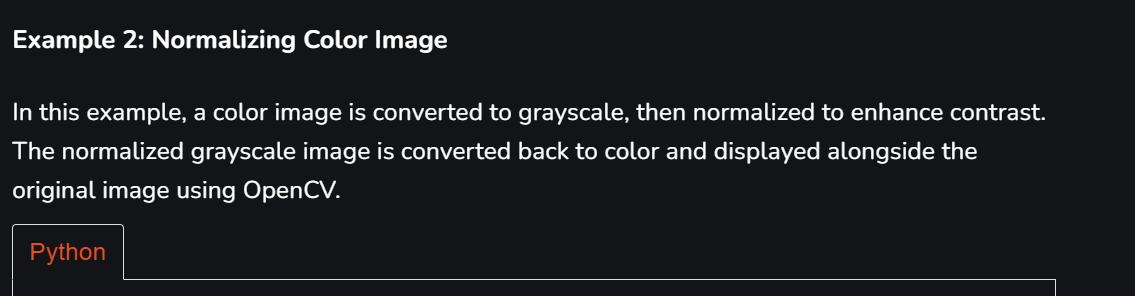 Example 2: Normalizing Color Image
In this example, a color image is converted to grayscale, then normalized to enhance contrast.
The normalized grayscale image is converted back to color and displayed alongside the
original image using OpenCV.
Python